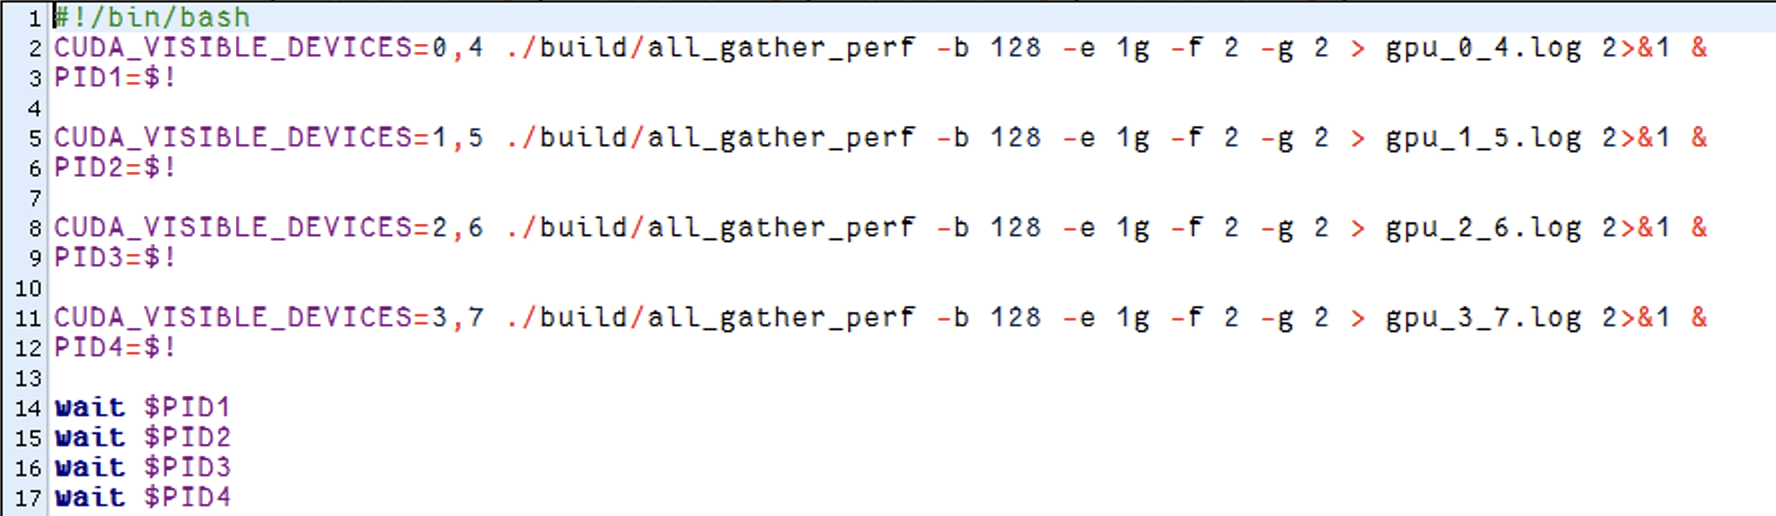 1 #!/bin/bash
2 CUDA_VISIBLE_DEVICES=0,4 ./build/all_gather_perf -b 128 -e 1g -f 2 -g 2 > gpu_0_4.log 2>&1 &
3 PID1=$!
4
5 CUDA_VISIBLE_DEVICES=1,5 ./build/all_gather_perf -b 128 -e 1g -f 2 -g 2 > gpu_1_5.log 2>&1 &
6 PID2=$!
7
8 CUDA_VISIBLE_DEVICES=2,6 ./build/all_gather_perf -b 128 -e 1g -f 2 -g 2 > gpu_2_6.log 2>&1 &
9 PID3=$!
10
11 CUDA_VISIBLE_DEVICES=3,7 ./build/all_gather_perf -b 128 -e 1g -f 2 -g 2 > gpu_3_7.log 2>&1 &
12 PID4=$!
13
14 wait $PID1
15 wait $PID2
16 wait $PID3
17 wait $PID4